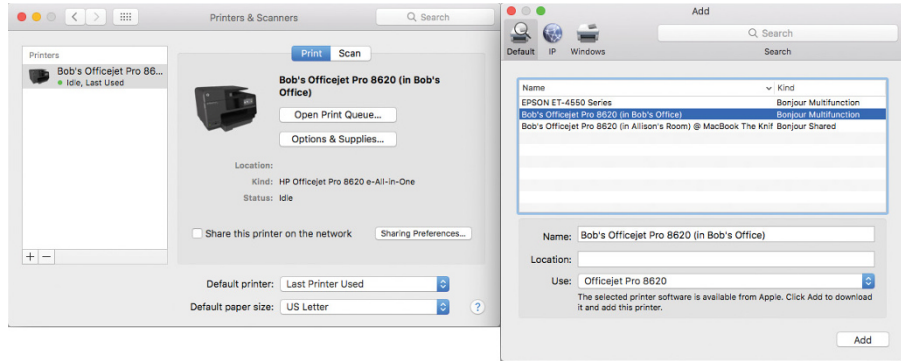 Printers & Scanners
Search
Printers
Bob's Officejet Pro 86...
Idle, Last Used
Print Scan
Bob's Officejet Pro 8620 (in Bob's
Office)
Open Print Queue...
Options & Supplies...
Location:
Kind: HP Officejet Pro 8620 e-All-in-One
Status: Idle
Share this printer on the network Sharing Preferences...
+ −
Default printer: Last Printer Used
Default paper size: US Letter
?
Add
Default IP Windows
Search
Search
Name Kind
EPSON ET-4550 Series Bonjour Multifunction
Bob's Officejet Pro 8620 (in Bob's Office) Bonjour Multifunction
Bob's Officejet Pro 8620 (in Allison's Room) @ MacBook The Knif Bonjour Shared
Name: Bob's Officejet Pro 8620 (in Bob's Office)
Location:
Use: Officejet Pro 8620
The selected printer software is available from Apple. Click Add to download
it and add this printer.
Add